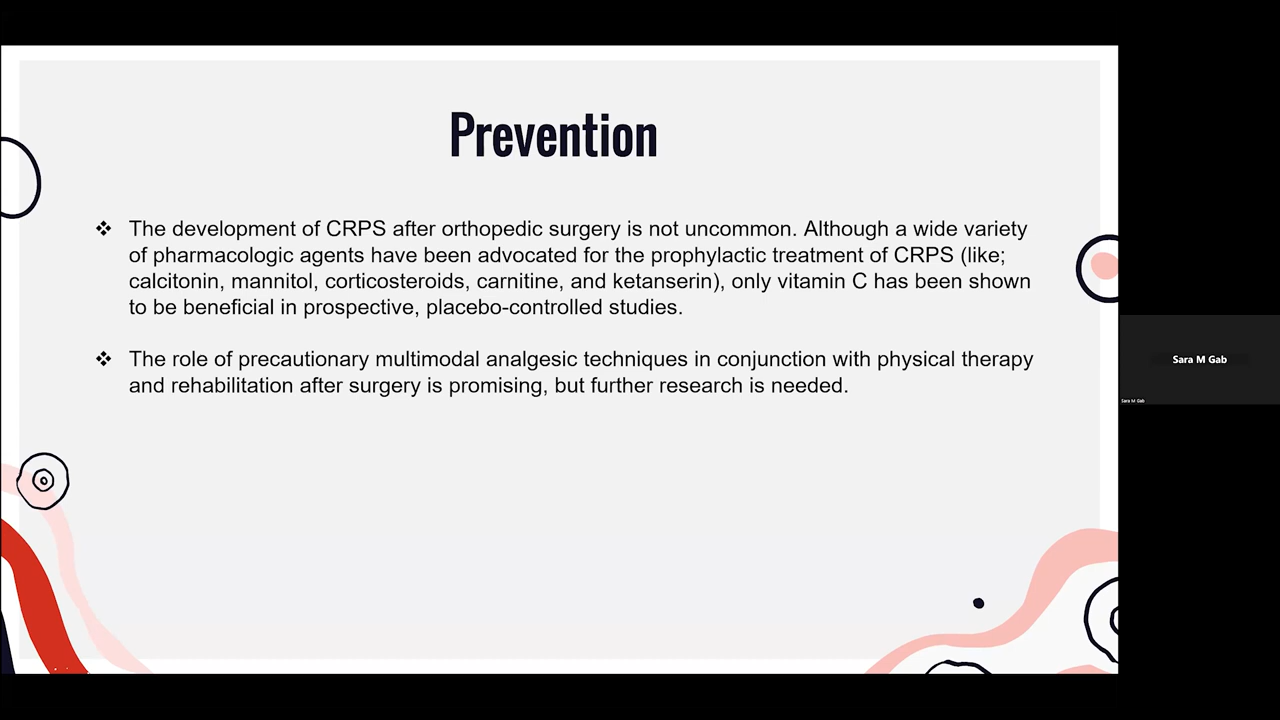 Prevention
❖ The development of CRPS after orthopedic surgery is not uncommon. Although a wide variety
of pharmacologic agents have been advocated for the prophylactic treatment of CRPS (like;
calcitonin, mannitol, corticosteroids, carnitine, and ketanserin), only vitamin C has been shown
to be beneficial in prospective, placebo-controlled studies.
❖ The role of precautionary multimodal analgesic techniques in conjunction with physical therapy
and rehabilitation after surgery is promising, but further research is needed.
Sara M Gab
Sara M Gab